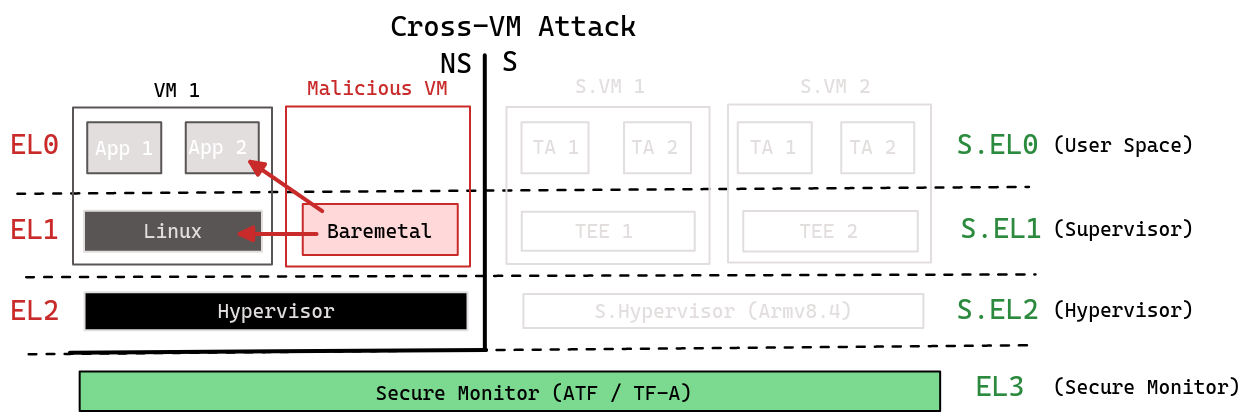 Cross-VM Attack
NS S
VM 1 Malicious VM S.VM 1 S.VM 2
EL0 App 1 App 2 TA 1 TA 2 TA 1 TA 2 S.EL0 (User Space)
EL1 Linux Baremetal TEE 1 TEE 2 S.EL1 (Supervisor)
EL2 Hypervisor S.Hypervisor (Armv8.4) S.EL2 (Hypervisor)
Secure Monitor (ATF / TF-A) EL3 (Secure Monitor)